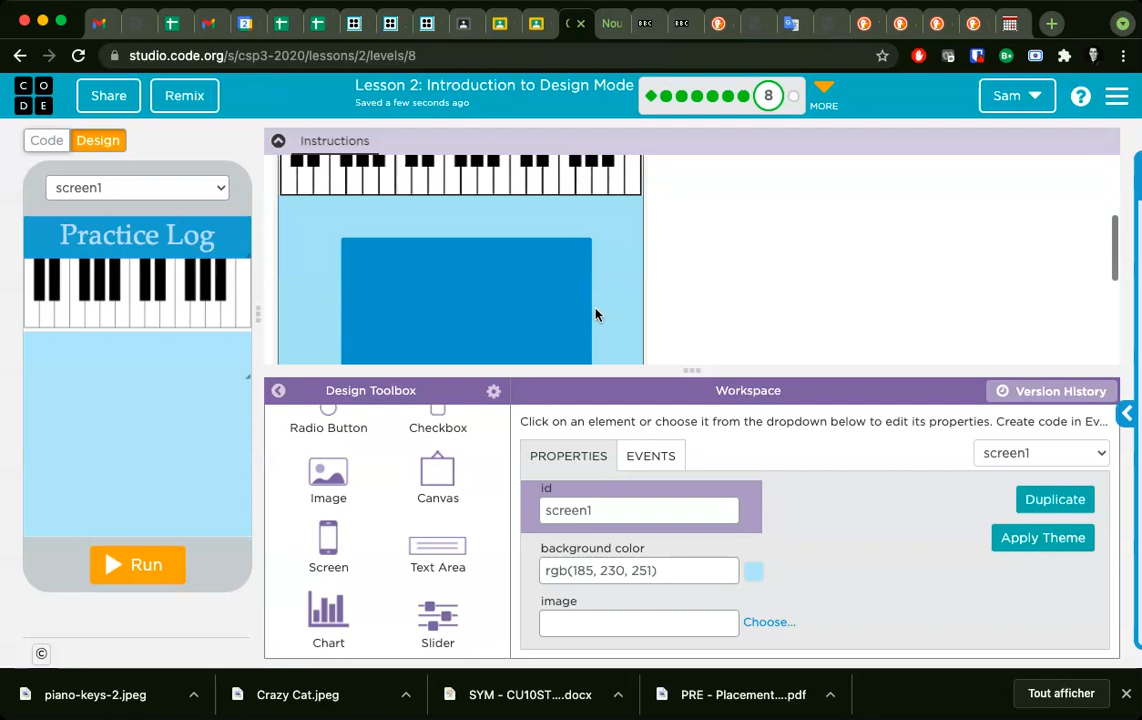 Nou
BBC
BBC
studio.code.org/s/csp3-2020/lessons/2/levels/8
C O
D E
Share
Remix
Lesson 2: Introduction to Design Mode
Saved a few seconds ago
8
MORE
Sam
?
Code
Design
Instructions
screen1
Practice Log
Design Toolbox
Workspace
Version History
Radio Button
Checkbox
Click on an element or choose it from the dropdown below to edit its properties. Create code in Ev...
PROPERTIES
EVENTS
screen1
Image
Canvas
id
screen1
Duplicate
Apply Theme
Screen
Text Area
background color
rgb(185, 230, 251)
Run
image
Choose...
Chart
Slider
©
piano-keys-2.jpeg
Crazy Cat.jpeg
SYM - CU10ST....docx
PRE - Placement....pdf
Tout afficher